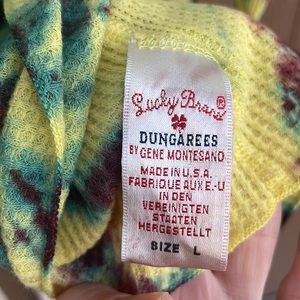 Lucky Brand®
DUNGAREES
BY GENE MONTESANO
MADE IN U.S.A.
FABRIQUE AUX E.-U
IN DEN
VEREINIGTEN
STAATEN
HERGESTELLT
SIZE L